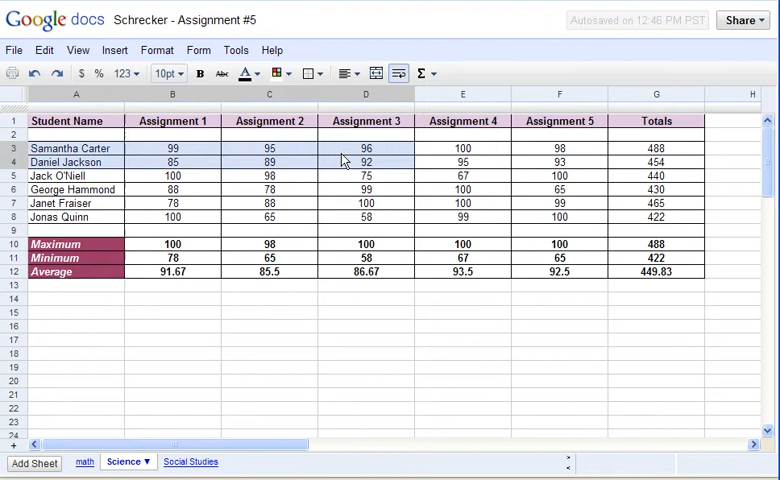 Google docs Schrecker - Assignment #5 Autosaved on 12:46 PM PST Share
File Edit View Insert Format Form Tools Help
$ % 123 10pt B Abc A Σ
A B C D E F G H
1 Student Name Assignment 1 Assignment 2 Assignment 3 Assignment 4 Assignment 5 Totals
2
3 Samantha Carter 99 95 96 100 98 488
4 Daniel Jackson 85 89 92 95 93 454
5 Jack O'Niell 100 98 75 67 100 440
6 George Hammond 88 78 99 100 65 430
7 Janet Fraiser 78 88 100 100 99 465
8 Jonas Quinn 100 65 58 99 100 422
9
10 Maximum 100 98 100 100 100 488
11 Minimum 78 65 58 67 65 422
12 Average 91.67 85.5 86.67 93.5 92.5 449.83
13
14
15
16
17
18
19
20
21
22
23
24
+
Add Sheet math Science ▼ Social Studies